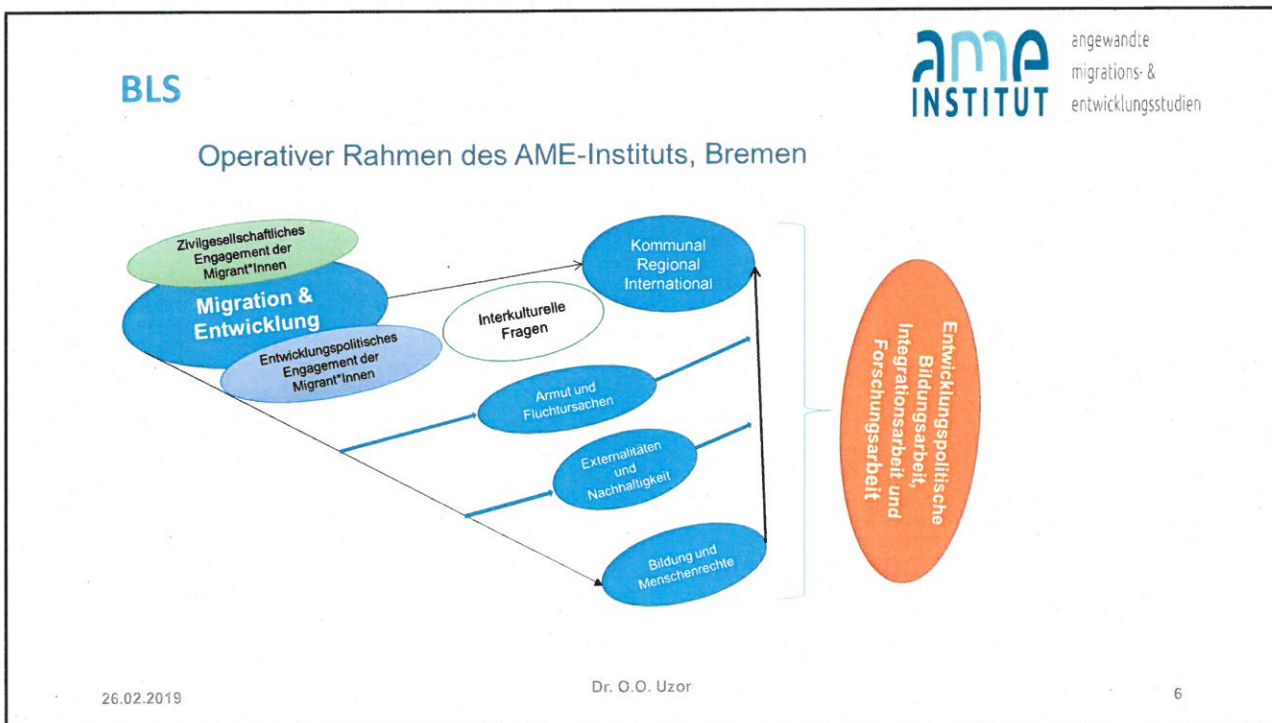 BLS
ame
INSTITUT
angewandte
migrations- &
entwicklungsstudien
Operativer Rahmen des AME-Instituts, Bremen
Zivilgesellschaftliches
Engagement der
Migrant*Innen
Migration &
Entwicklung
Entwicklungspolitisches
Engagement der
Migrant*Innen
Interkulturelle
Fragen
Kommunal
Regional
International
Armut und
Fluchtursachen
Externalitäten
und
Nachhaltigkeit
Bildung und
Menschenrechte
Entwicklungspolitische
Bildungsarbeit,
Integrationsarbeit und
Forschungsarbeit
26.02.2019
Dr. O.O. Uzor
6